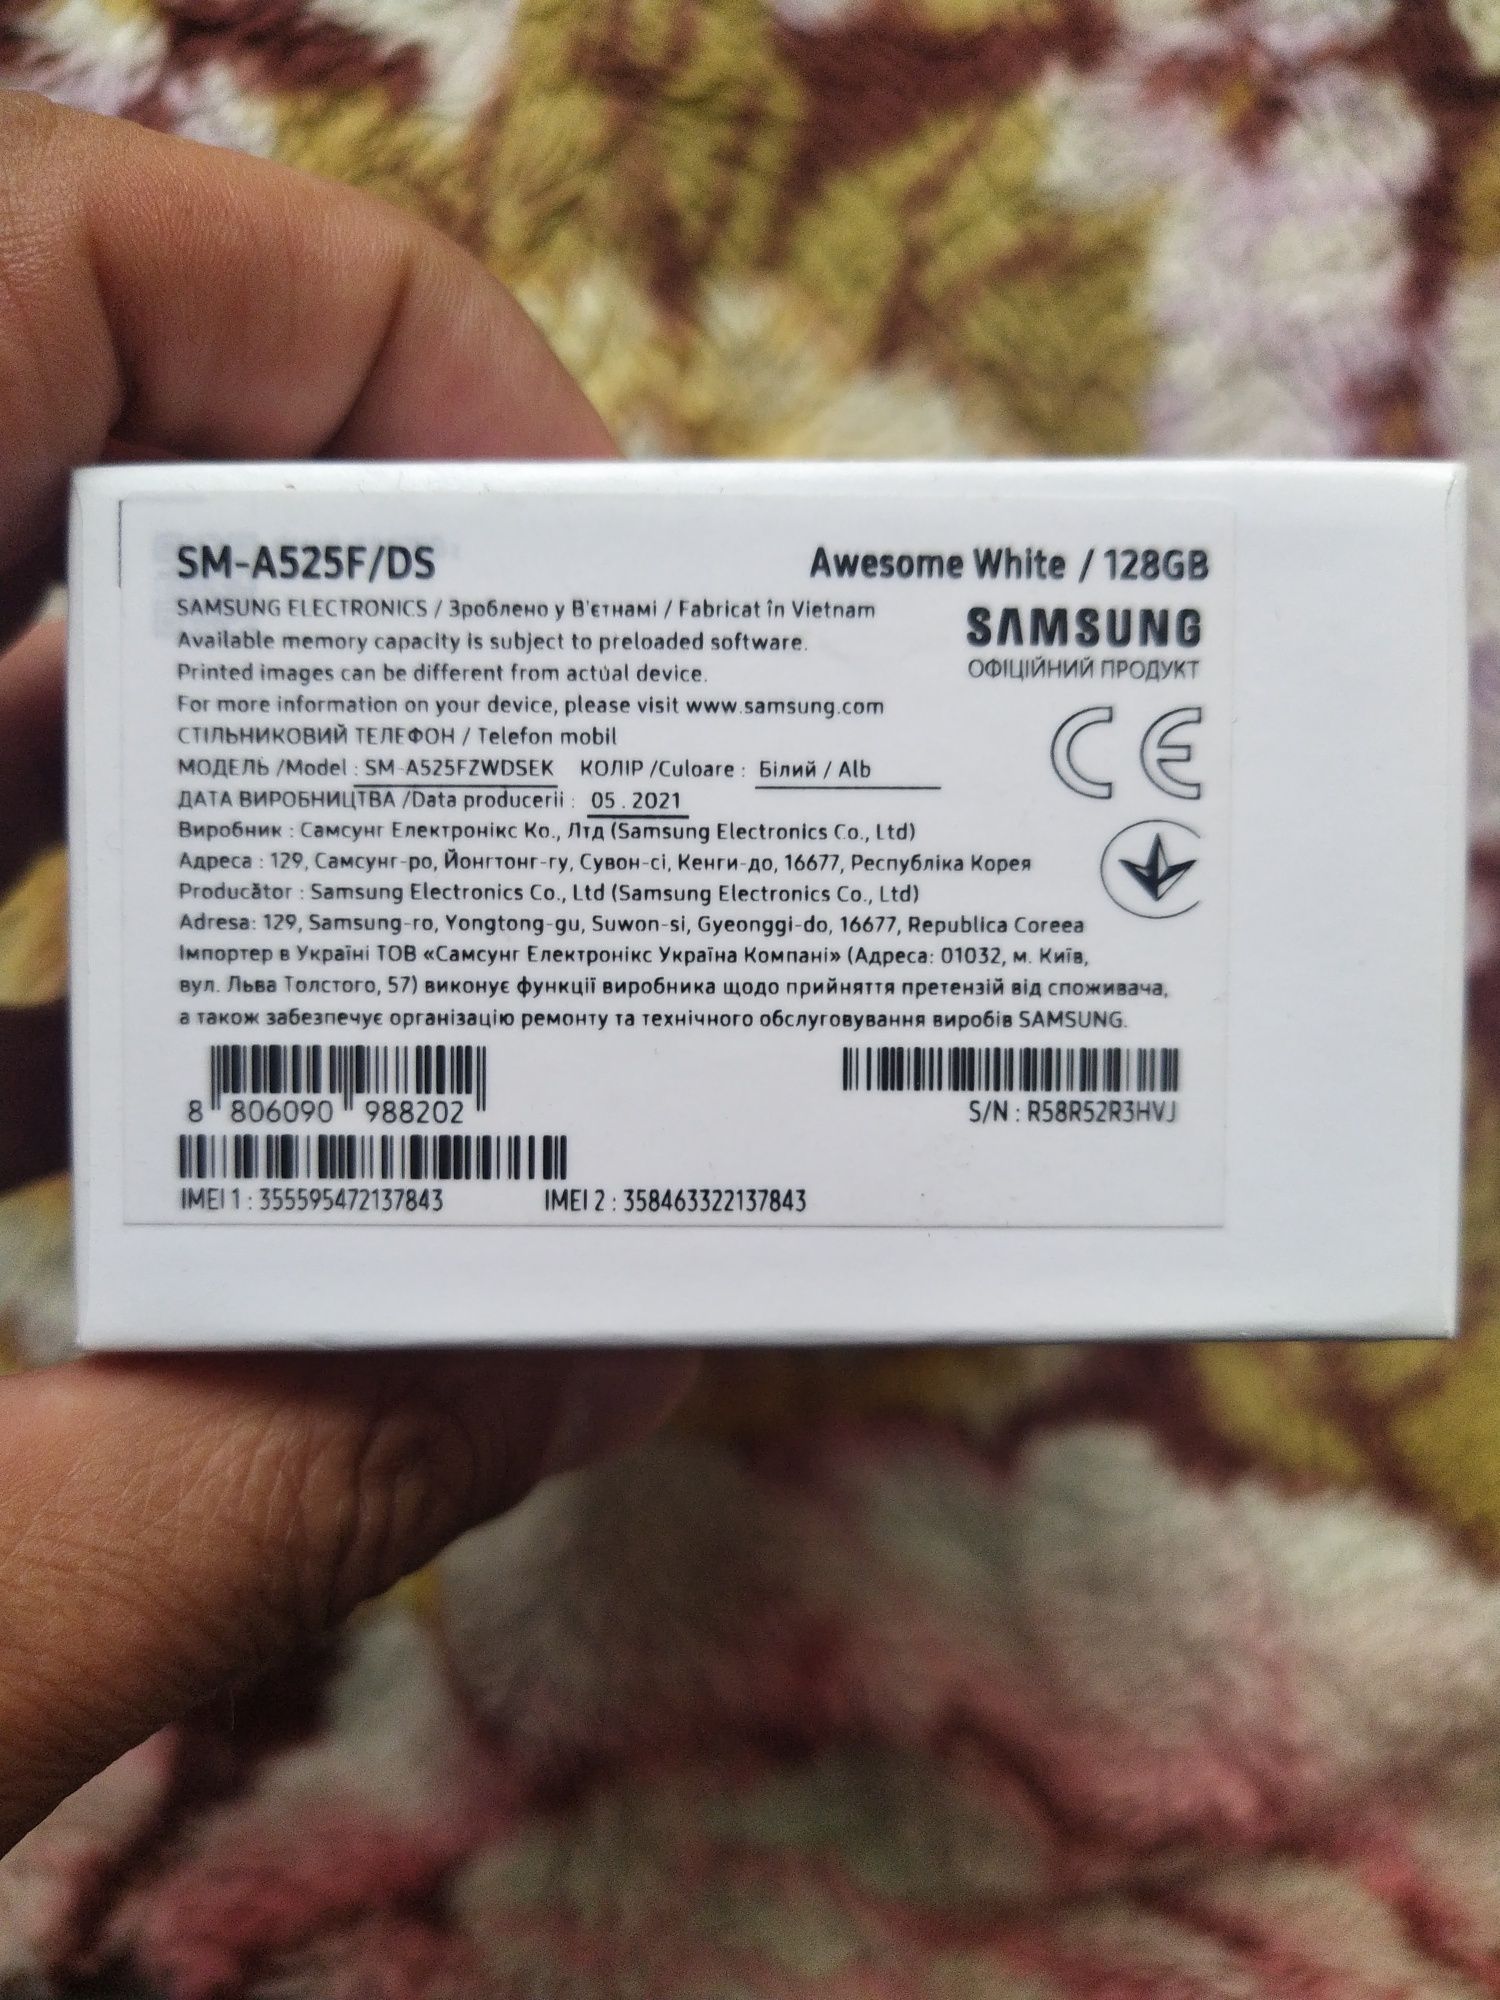 SM-A525F/DS
Awesome White / 128GB
SAMSUNG ELECTRONICS / Зроблено у В'єтнамі / Fabricat în Vietnam
SAMSUNG
ОФІЦІЙНИЙ ПРОДУКТ
Available memory capacity is subject to preloaded software.
Printed images can be different from actual device.
For more information on your device, please visit www.samsung.com
СТІЛЬНИКОВИЙ ТЕЛЕФОН / Telefon mobil
МОДЕЛЬ /Model : SM-A525FZWDSEK КОЛІР /Culoare : Білий / Alb
CE
ДАТА ВИРОБНИЦТВА /Data producerii : 05 . 2021
Виробник : Самсунг Електронікс Ко., Лтд (Samsung Electronics Co., Ltd)
Адреса : 129, Самсунг-ро, Йонгтонг-гу, Сувон-сі, Кенги-до, 16677, Республіка Корея
Producător : Samsung Electronics Co., Ltd (Samsung Electronics Co., Ltd)
Adresa: 129, Samsung-ro, Yongtong-gu, Suwon-si, Gyeonggi-do, 16677, Republica Coreea
Імпортер в Україні ТОВ «Самсунг Електронікс Україна Компані» (Адреса: 01032, м. Київ,
вул. Льва Толстого, 57) виконує функції виробника щодо прийняття претензій від споживача,
а також забезпечує організацію ремонту та технічного обслуговування виробів SAMSUNG.
8 806090 988202
S/N : R58R52R3HVJ
IMEI 1 : 355595472137843 IMEI 2 : 358463322137843